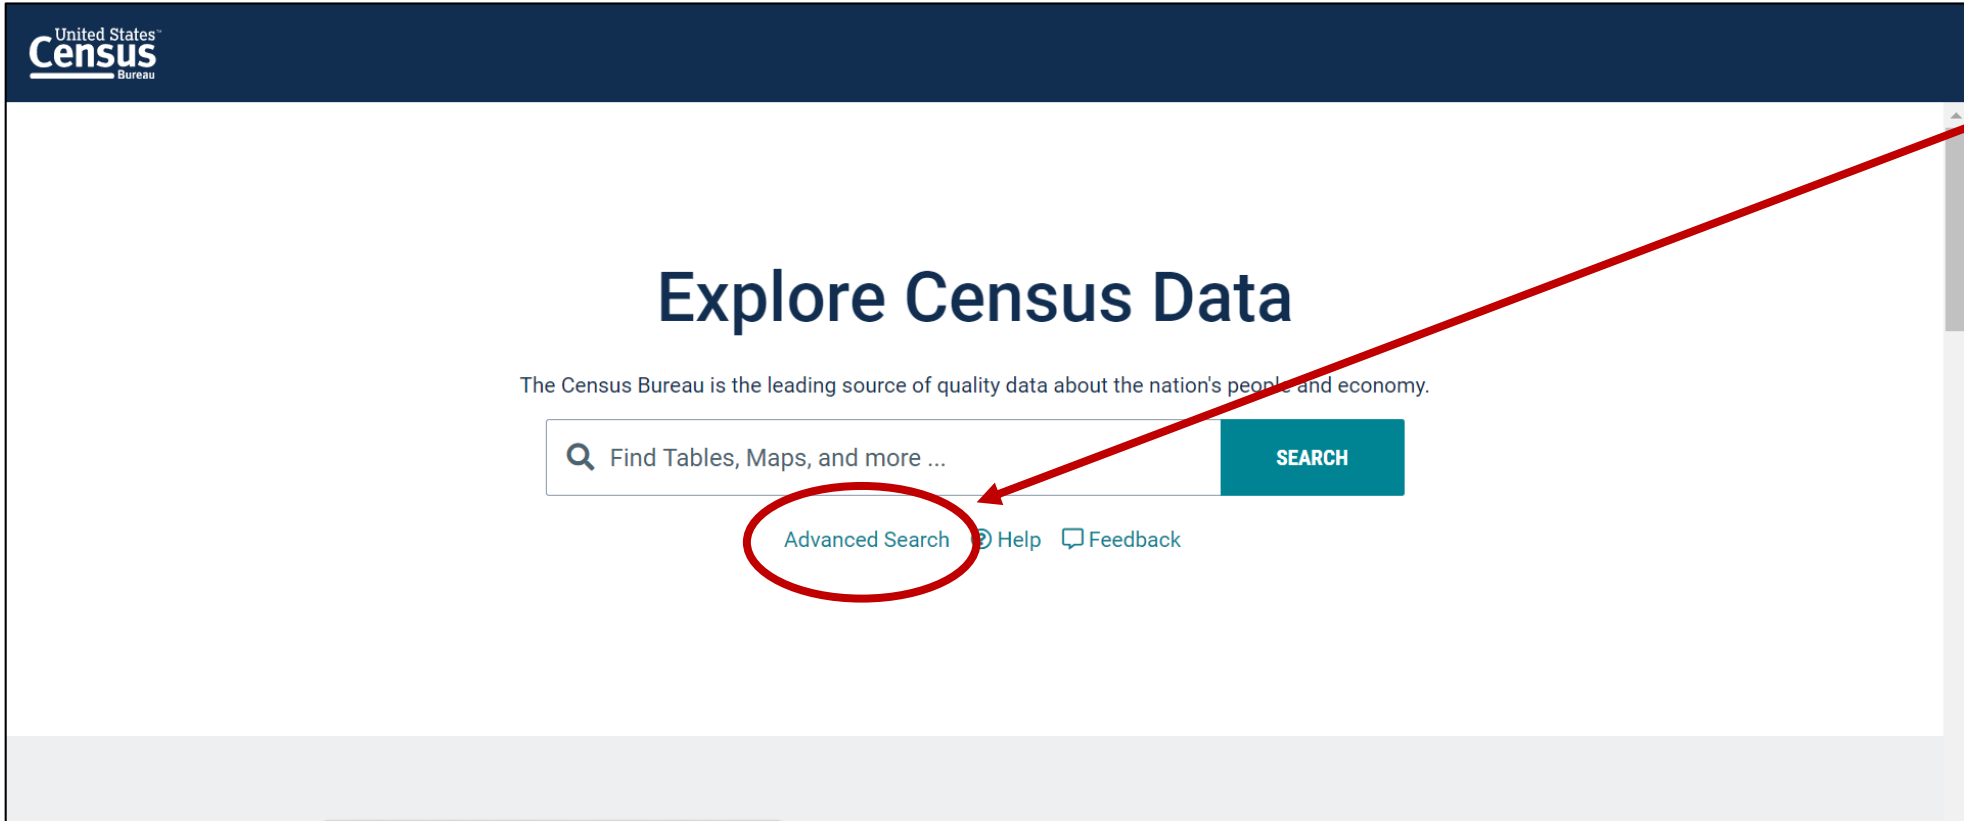 United States™
Census
Bureau
Explore Census Data
The Census Bureau is the leading source of quality data about the nation's people and economy.
Find Tables, Maps, and more ...
SEARCH
Advanced Search Help Feedback